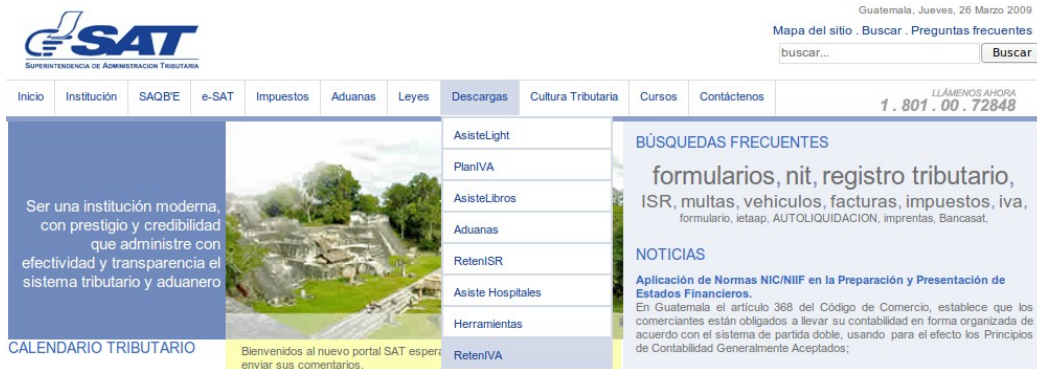 Guatemala, Jueves, 26 Marzo 2009
SAT
SUPERINTENDENCIA DE ADMINISTRACION TRIBUTARIA
Mapa del sitio . Buscar . Preguntas frecuentes
buscar... Buscar
Inicio Institución SAQB'E e-SAT Impuestos Aduanas Leyes Descargas Cultura Tributaria Cursos Contáctenos
LLÁMENOS AHORA
1 . 801 . 00 . 72848
Ser una institución moderna,
con prestigio y credibilidad
que administre con
efectividad y transparencia el
sistema tributario y aduanero
AsisteLight
PlanIVA
AsisteLibros
Aduanas
RetenISR
Asiste Hospitales
Herramientas
RetenIVA
BÚSQUEDAS FRECUENTES
formularios, nit, registro tributario,
ISR, multas, vehiculos, facturas, impuestos, iva,
formulario, ietaap, AUTOLIQUIDACION, imprentas, Bancasat,
NOTICIAS
Aplicación de Normas NIC/NIIF en la Preparación y Presentación de
Estados Financieros.
En Guatemala el artículo 368 del Código de Comercio, establece que los
comerciantes están obligados a llevar su contabilidad en forma organizada de
acuerdo con el sistema de partida doble, usando para el efecto los Principios
de Contabilidad Generalmente Aceptados;
CALENDARIO TRIBUTARIO
Bienvenidos al nuevo portal SAT espera
enviar sus comentarios.